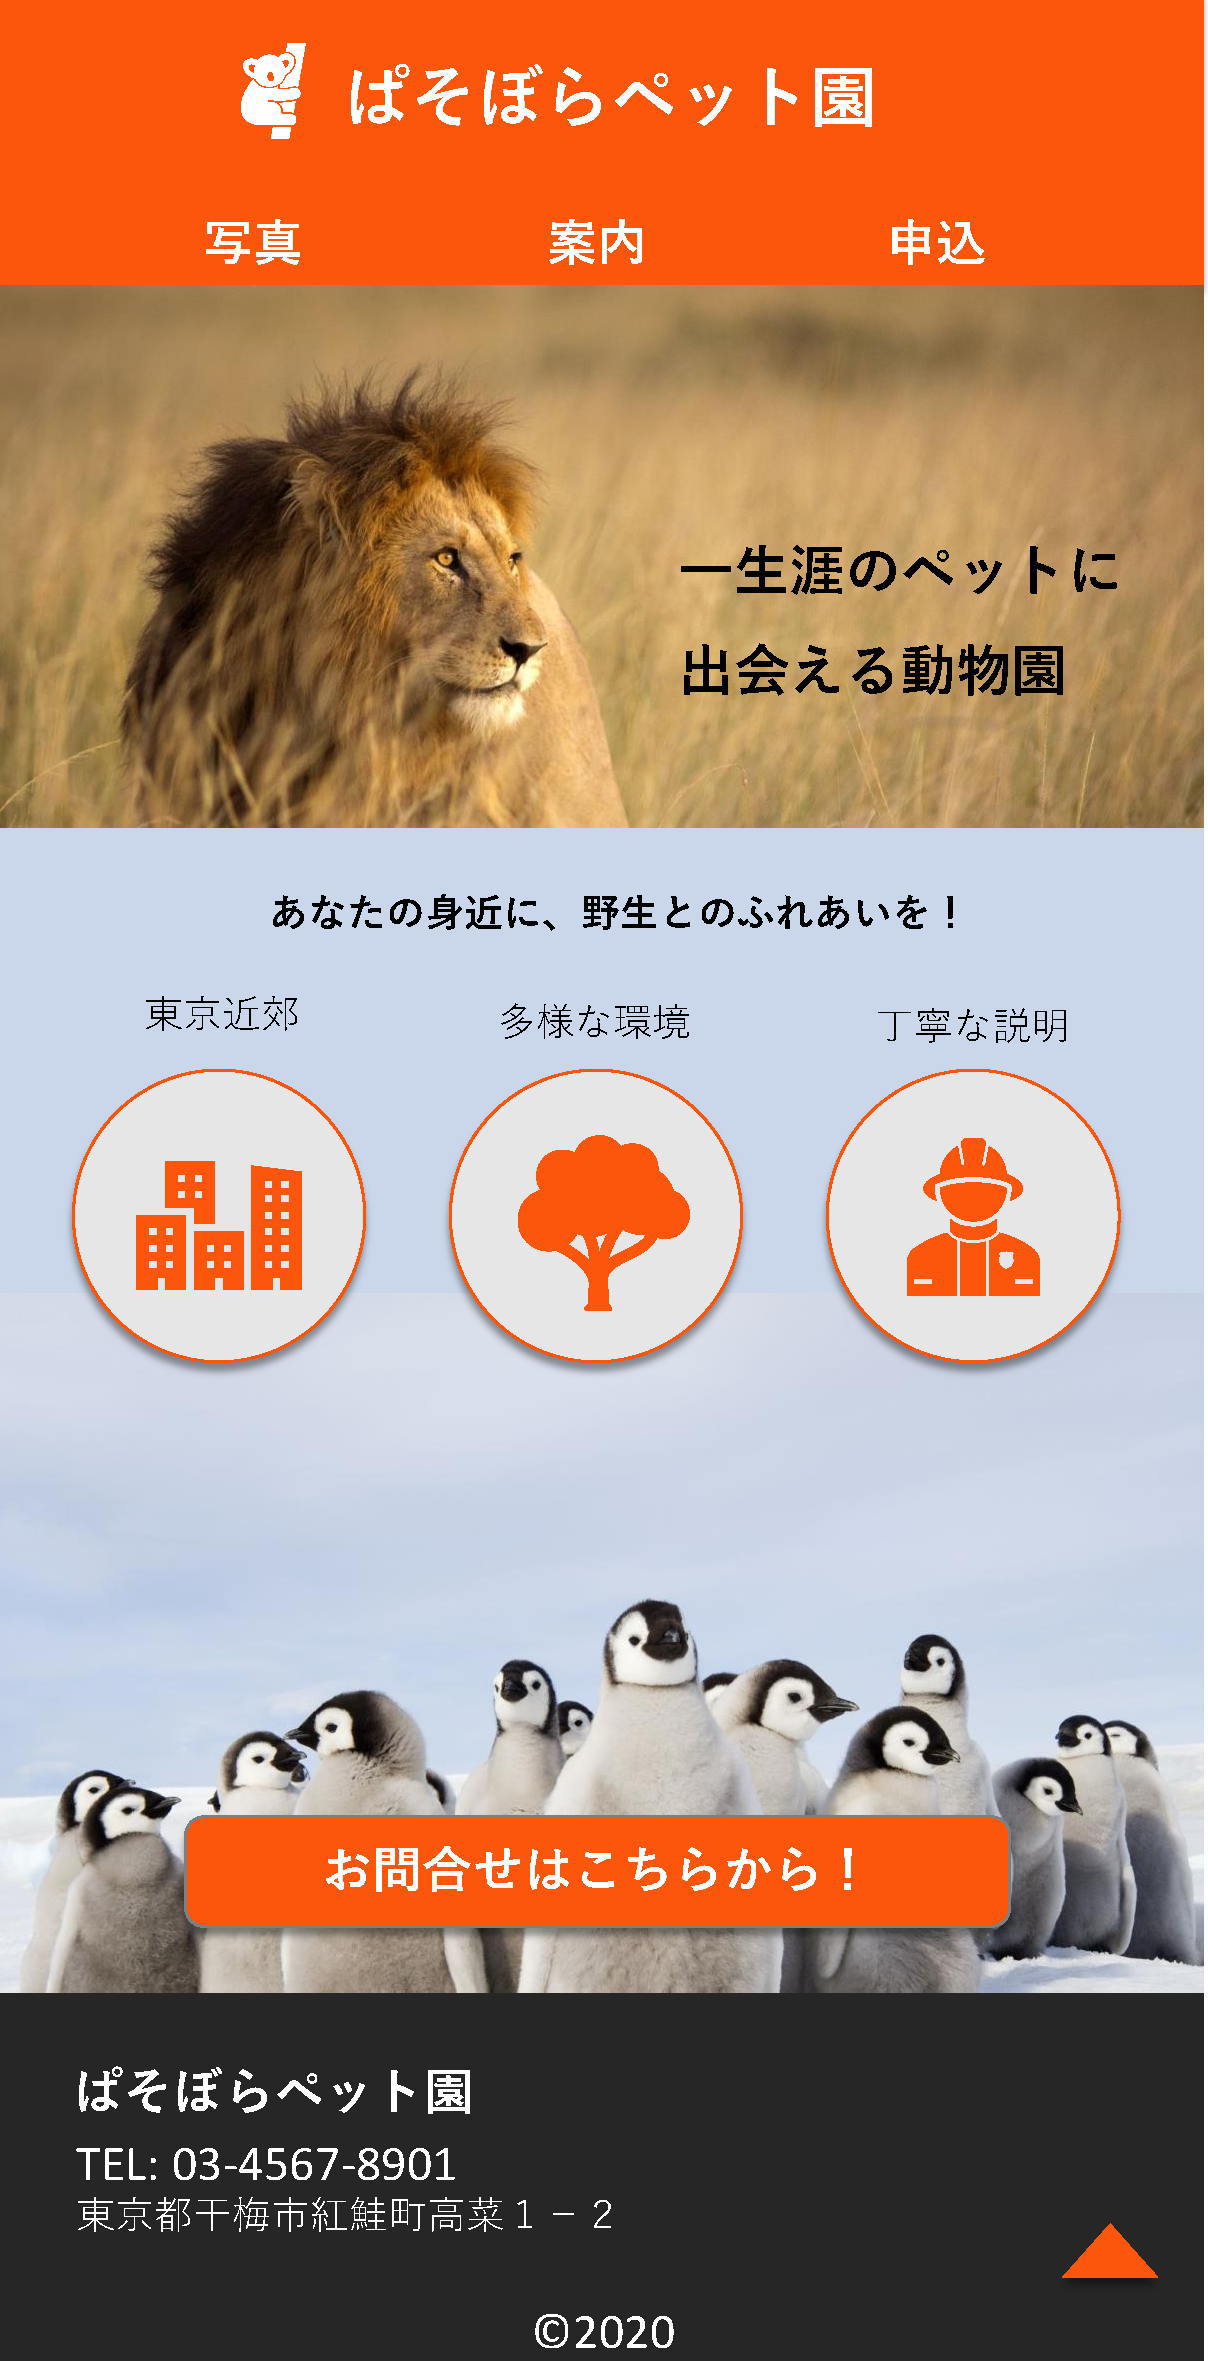 ぱそぼらペット園
写真 案内 申込
一生涯のペットに
出会える動物園
あなたの身近に、野生とのふれあいを！
東京近郊 多様な環境 丁寧な説明
お問合せはこちらから！
ぱそぼらペット園
TEL: 03-4567-8901
東京都干梅市紅鮭町高菜１－２
©2020